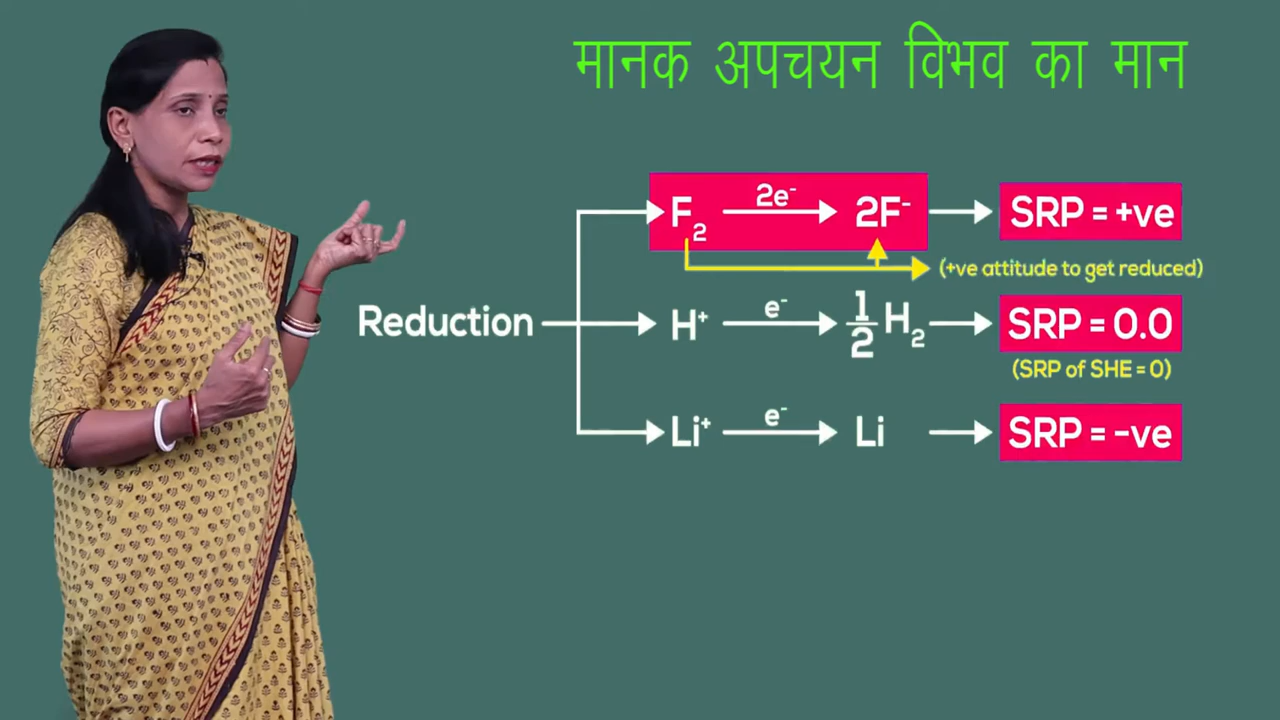 मानक अपचयन विभव का मान
F₂ 2e⁻ 2F⁻ SRP = +ve
(+ve attitude to get reduced)
Reduction H⁺ e⁻ 1/2 H₂ SRP = 0.0
(SRP of SHE = 0)
Li⁺ e⁻ Li SRP = -ve